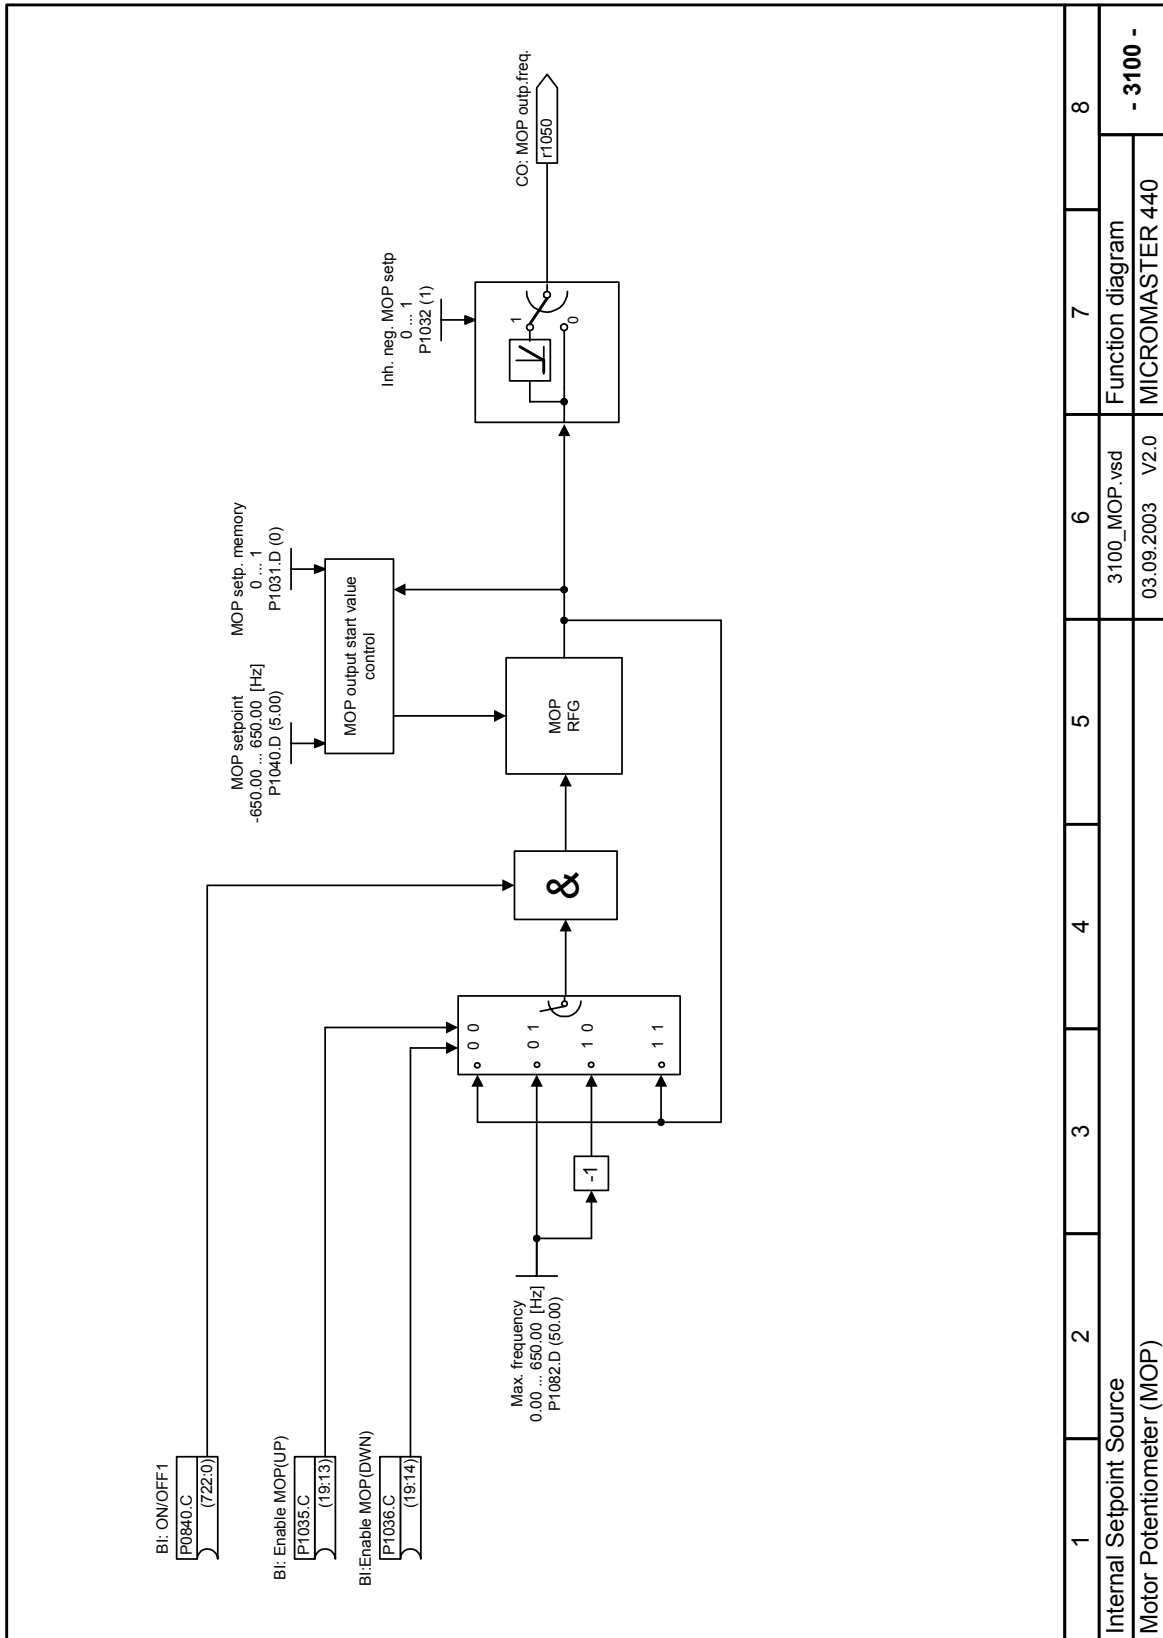 BI: ON/OFF1
P0840.C
(722:0)
BI: Enable MOP(UP)
P1035.C
(19:13)
BI:Enable MOP(DWN)
P1036.C
(19:14)
Max. frequency
0.00 ... 650.00 [Hz]
P1082.D (50.00)
-1
0 0
0 1
1 0
1 1
&
MOP setpoint
-650.00 ... 650.00 [Hz]
P1040.D (5.00)
MOP setp. memory
0 ... 1
P1031.D (0)
MOP output start value
control
MOP
RFG
Inh. neg. MOP setp
0 ... 1
P1032 (1)
1
0
CO: MOP outp.freq.
r1050
1 2 3 4 5 6 7 8
Internal Setpoint Source
3100_MOP.vsd
Function diagram
- 3100 -
Motor Potentiometer (MOP)
03.09.2003 V2.0
MICROMASTER 440